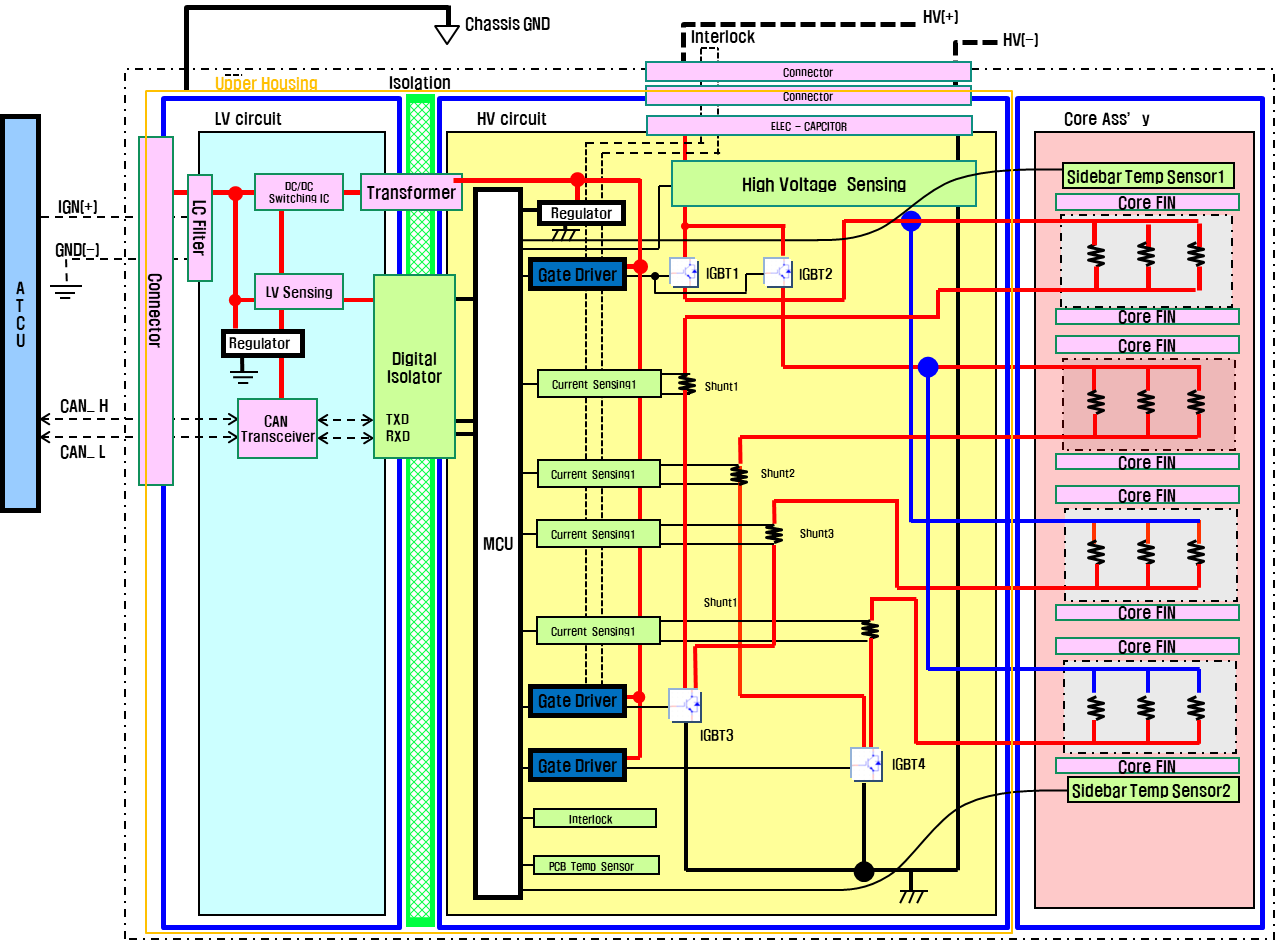 Chassis GND
HV(+)
Interlock
HV(-)
Connector
Upper Housing
Isolation
Connector
LV circuit
HV circuit
ELEC - CAPCITOR
Core Ass' y
ATCU
IGN(+)
GND(-)
CAN_ H
CAN_ L
Connector
LC Filter
DC/DC
Switching IC
Transformer
LV Sensing
Regulator
CAN
Transceiver
Digital
Isolator
TXD
RXD
MCU
Regulator
High Voltage Sensing
Gate Driver
IGBT1
IGBT2
Current Sensing1
Shunt1
Current Sensing1
Shunt2
Current Sensing1
Shunt3
Current Sensing1
Shunt1
Gate Driver
IGBT3
Gate Driver
IGBT4
Interlock
PCB Temp Sensor
Sidebar Temp Sensor1
Core FIN
Core FIN
Core FIN
Core FIN
Core FIN
Core FIN
Core FIN
Core FIN
Sidebar Temp Sensor2